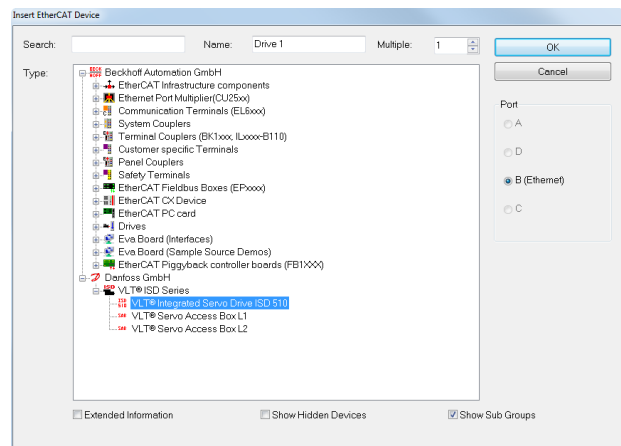 Insert EtherCAT Device
Search: Name: Drive 1 Multiple: 1 OK
Type: Cancel
Beckhoff Automation GmbH
EtherCAT Infrastructure components
Ethernet Port Multiplier(CU25xx)
Communication Terminals (EL6xxx)
System Couplers
Terminal Couplers (BK1xxx, ILxxxx-B110)
Customer specific Terminals
Panel Couplers
Safety Terminals
EtherCAT Fieldbus Boxes (EPxxxx)
EtherCAT CX Device
EtherCAT PC card
Drives
Eva Board (Interfaces)
Eva Board (Sample Source Demos)
EtherCAT Piggyback controller boards (FB1XXX)
Danfoss GmbH
VLT® ISD Series
VLT® Integrated Servo Drive ISD 510
VLT® Servo Access Box L1
VLT® Servo Access Box L2
Port
A
D
B (Ethernet)
C
Extended Information Show Hidden Devices Show Sub Groups